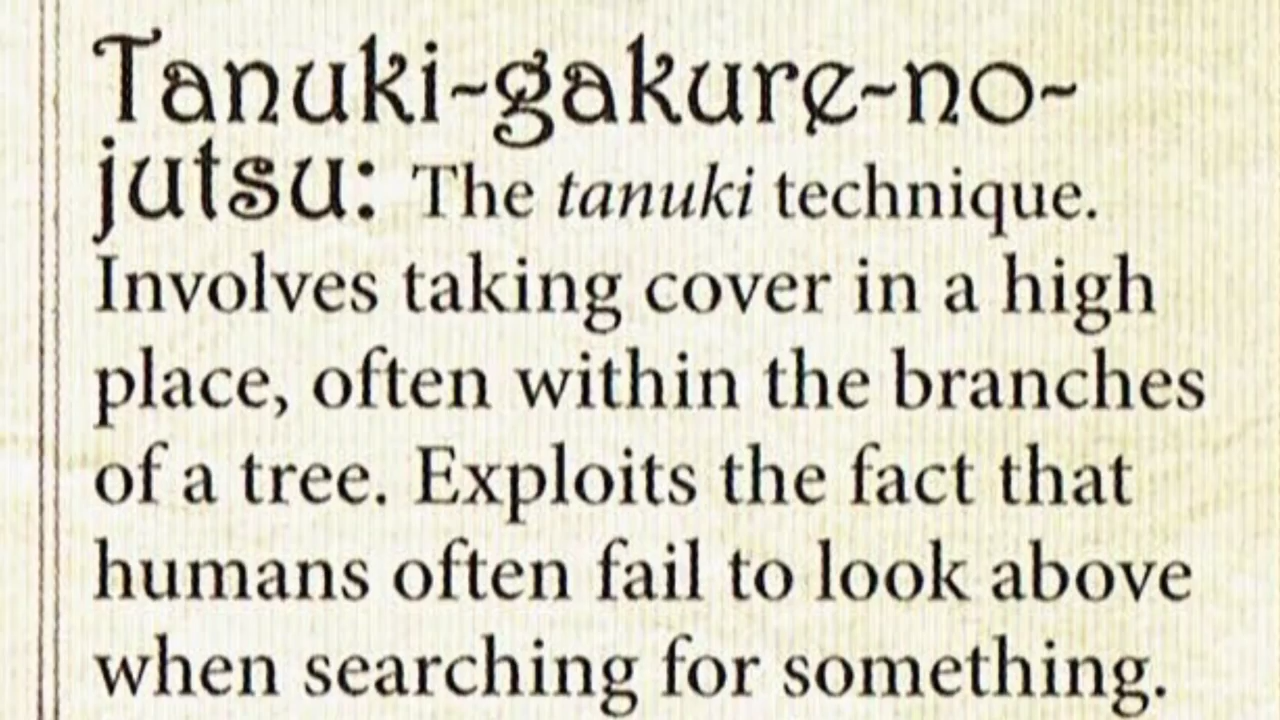 Tanuki-gakure-no-
jutsu: The tanuki technique.
Involves taking cover in a high
place, often within the branches
of a tree. Exploits the fact that
humans often fail to look above
when searching for something.